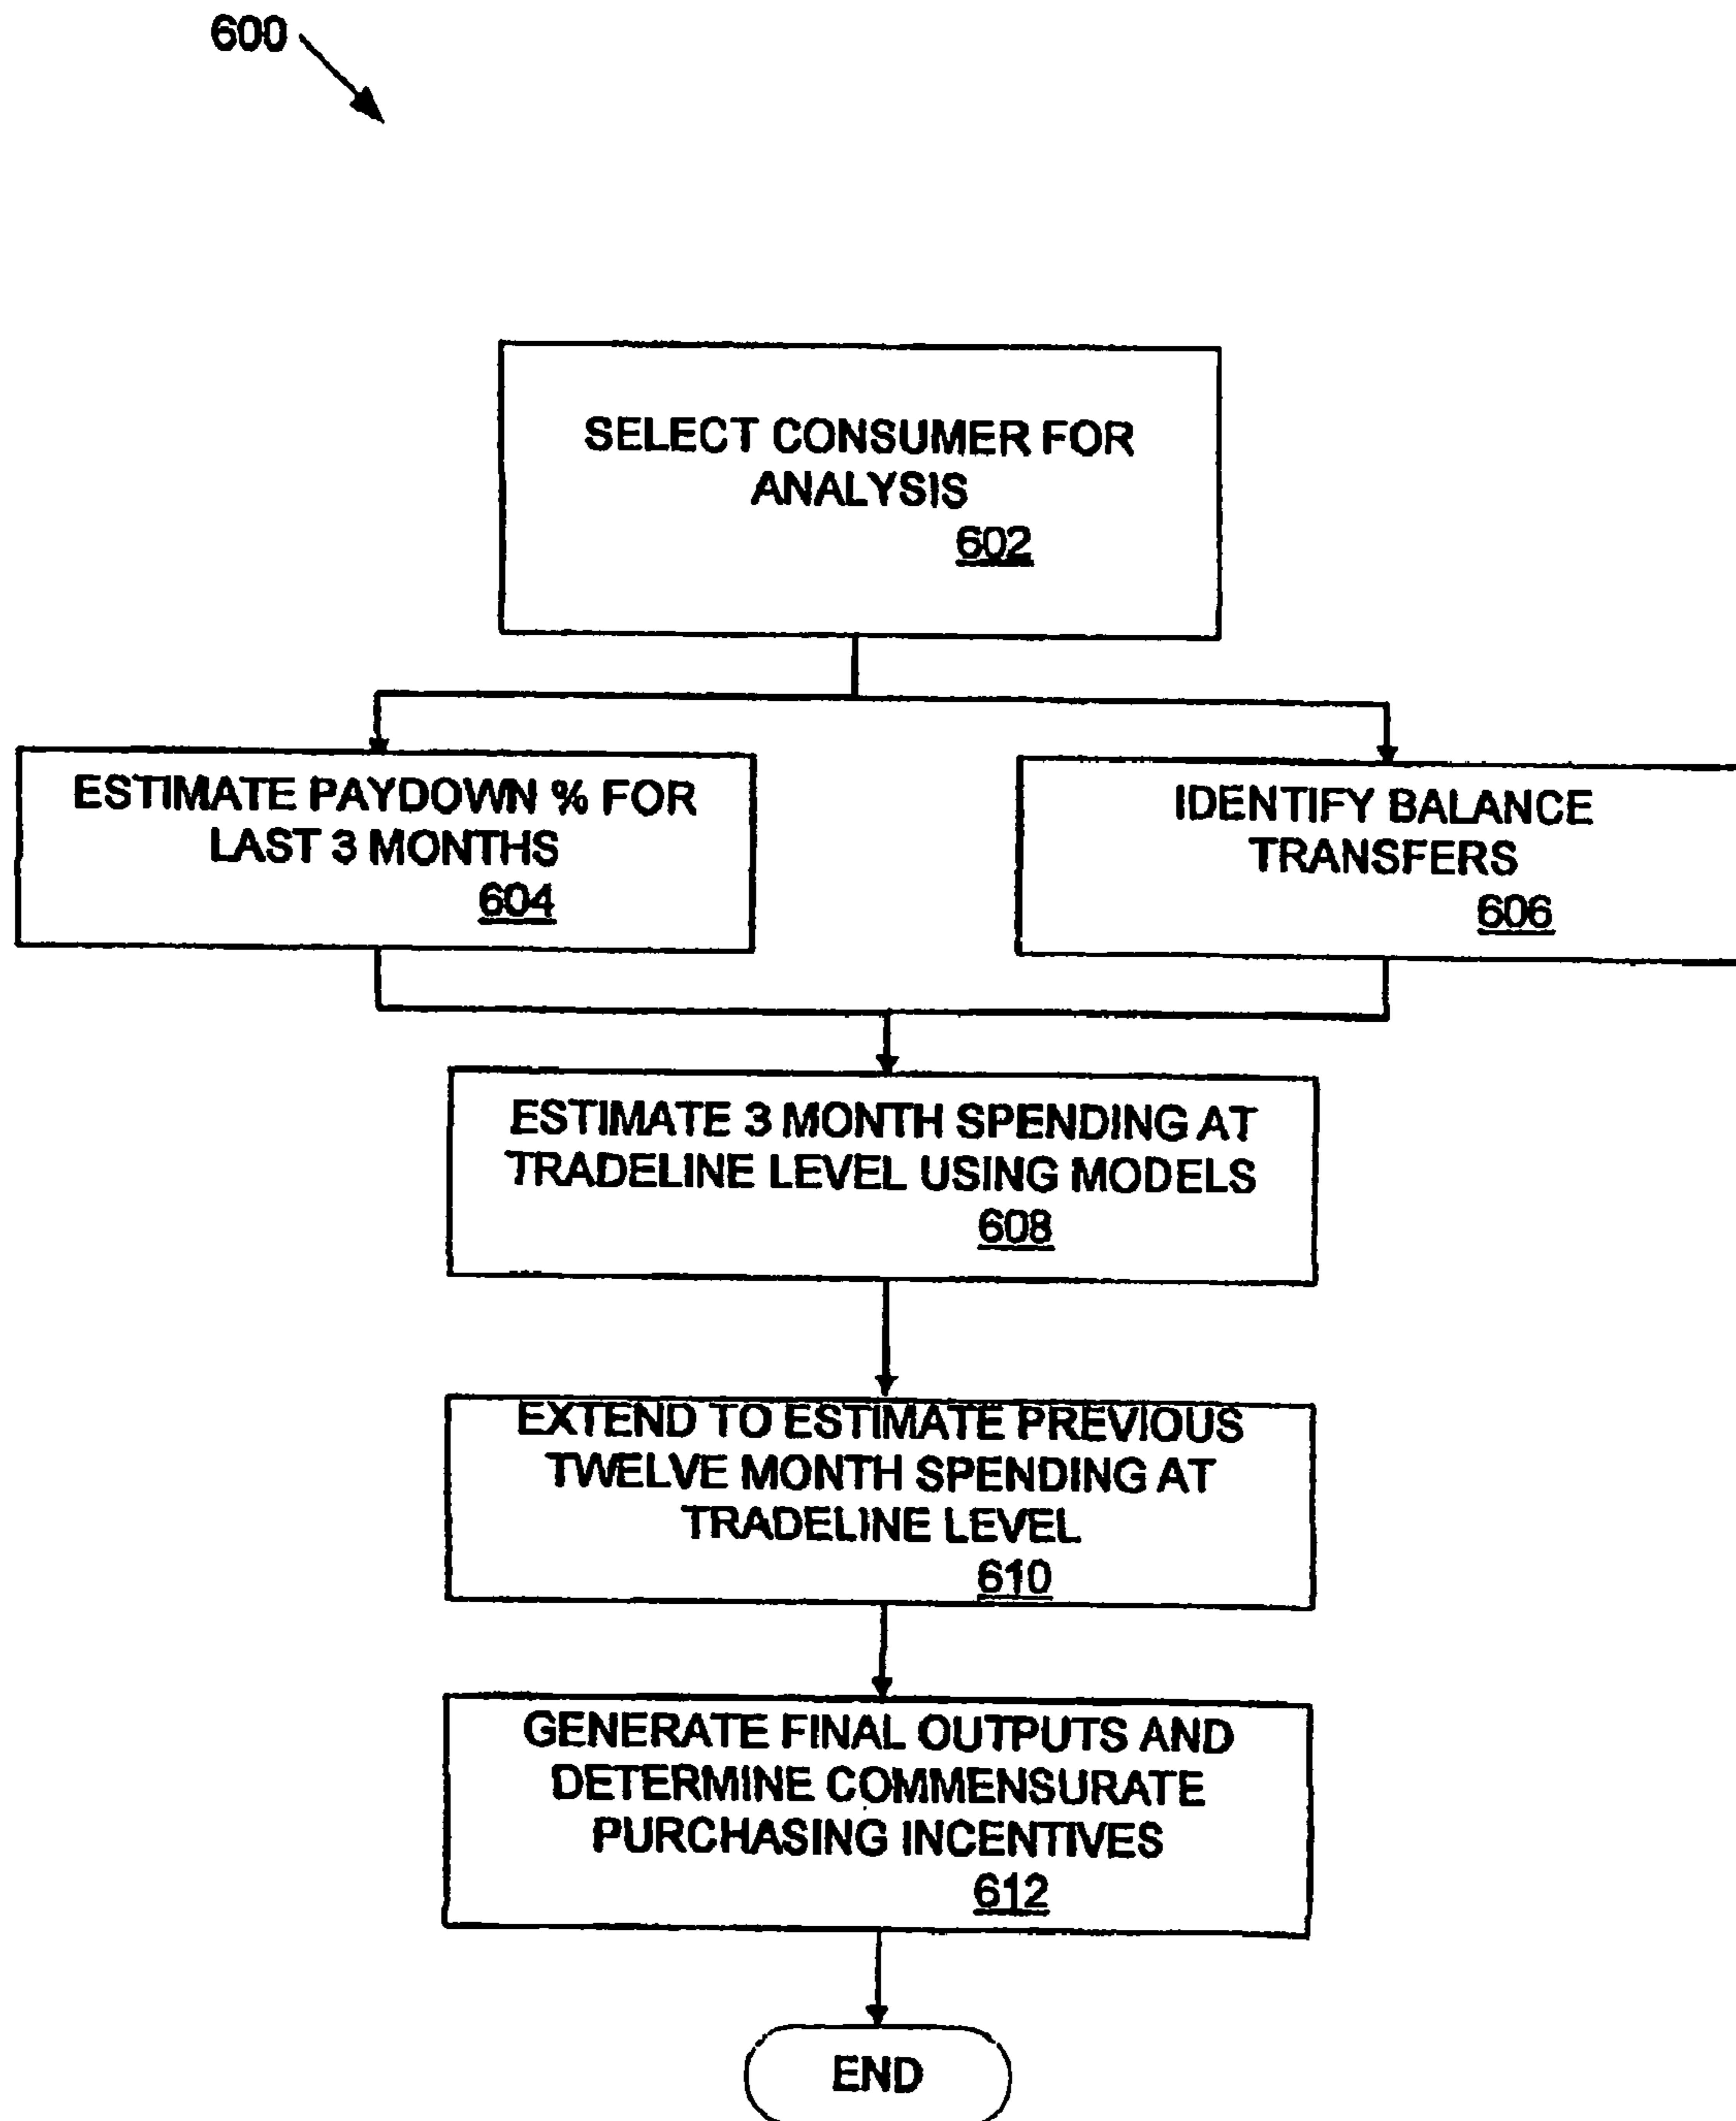 600
SELECT CONSUMER FOR
ANALYSIS
602
ESTIMATE PAYDOWN % FOR
LAST 3 MONTHS
604
IDENTIFY BALANCE
TRANSFERS
606
ESTIMATE 3 MONTH SPENDING AT
TRADELINE LEVEL USING MODELS
608
EXTEND TO ESTIMATE PREVIOUS
TWELVE MONTH SPENDING AT
TRADELINE LEVEL
610
GENERATE FINAL OUTPUTS AND
DETERMINE COMMENSURATE
PURCHASING INCENTIVES
612
END